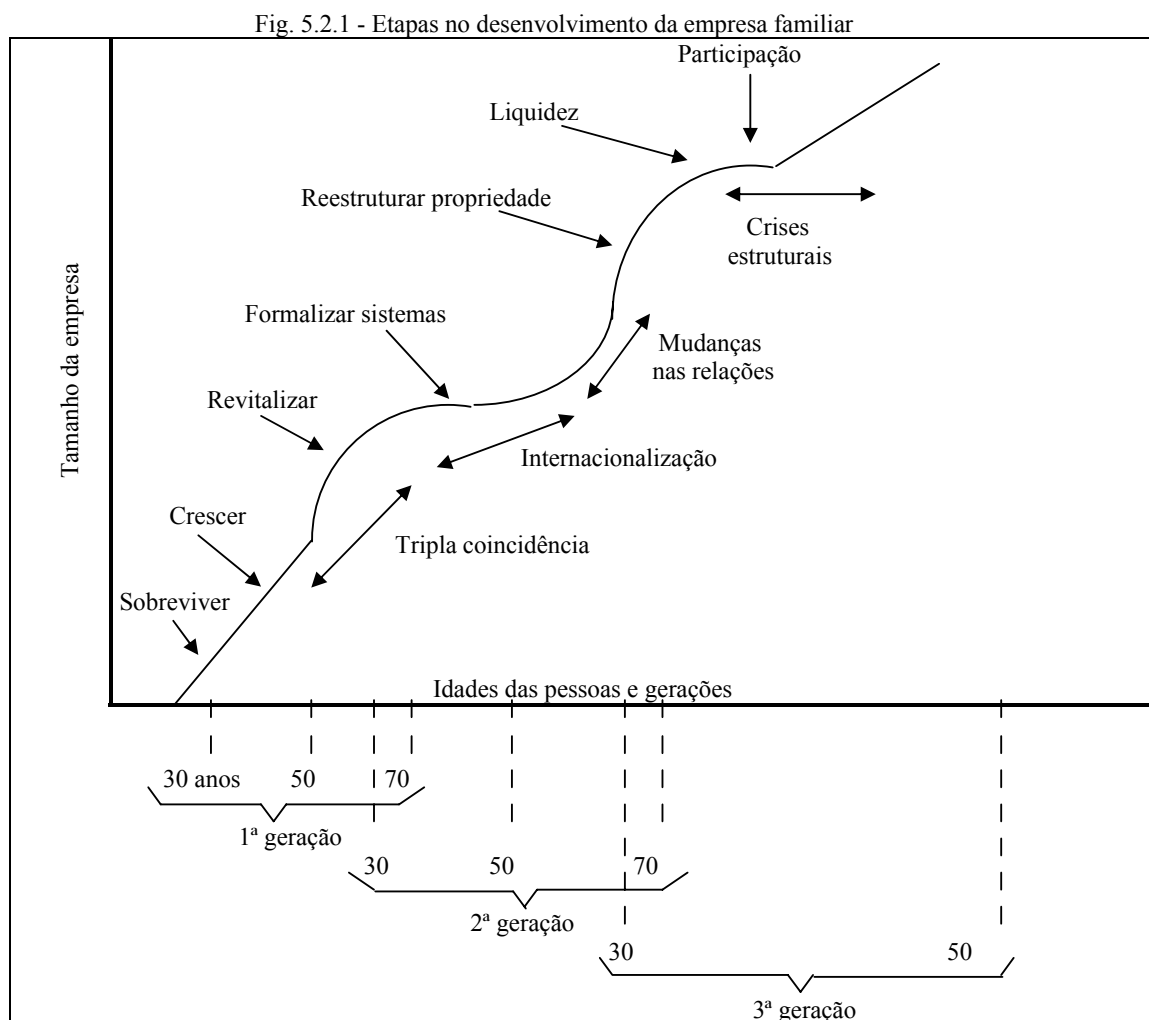 Fig. 5.2.1 - Etapas no desenvolvimento da empresa familiar
Participação
Liquidez
Reestruturar propriedade
Crises
estruturais
Formalizar sistemas
Mudanças
nas relações
Revitalizar
Internacionalização
Crescer
Tripla coincidência
Sobreviver
Tamanho da empresa
Idades das pessoas e gerações
30 anos 50 70
1ª geração
30 50 70
2ª geração
30 50
3ª geração